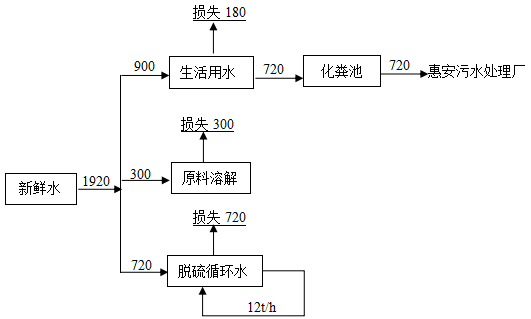 损失 180
900
生活用水
720
化粪池
720
惠安污水处理厂
损失 300
新鲜水
1920
300
原料溶解
损失 720
720
脱硫循环水
12t/h